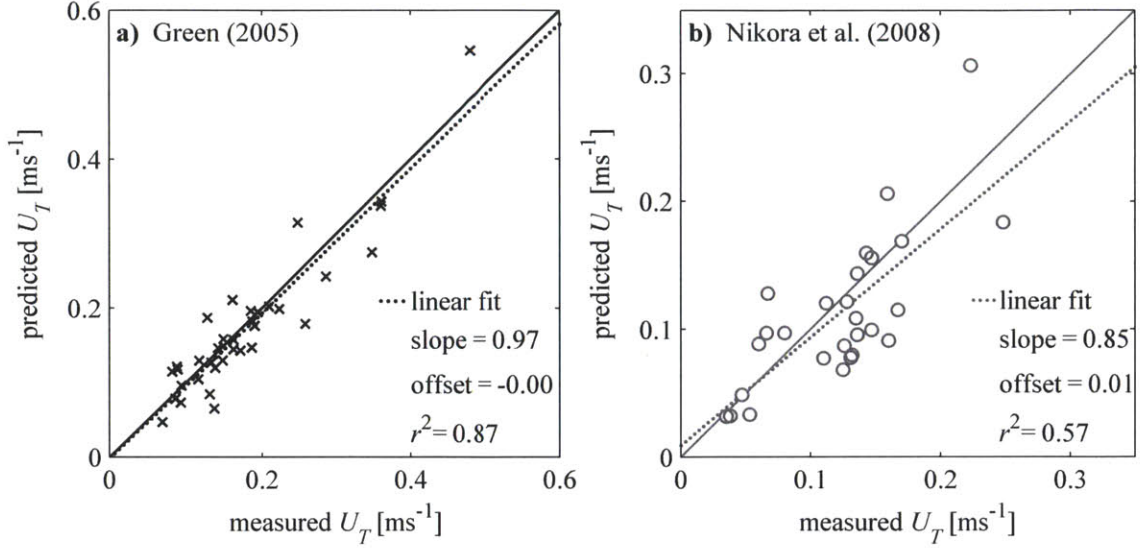 a) Green (2005)
0.6
0.4
0.2
0
predicted U_T [ms^-1]
linear fit
slope = 0.97
offset = -0.00
r^2 = 0.87
0 0.2 0.4 0.6
measured U_T [ms^-1]
b) Nikora et al. (2008)
0.3
0.2
0.1
0
predicted U_T [ms^-1]
linear fit
slope = 0.85
offset = 0.01
r^2 = 0.57
0 0.1 0.2 0.3
measured U_T [ms^-1]